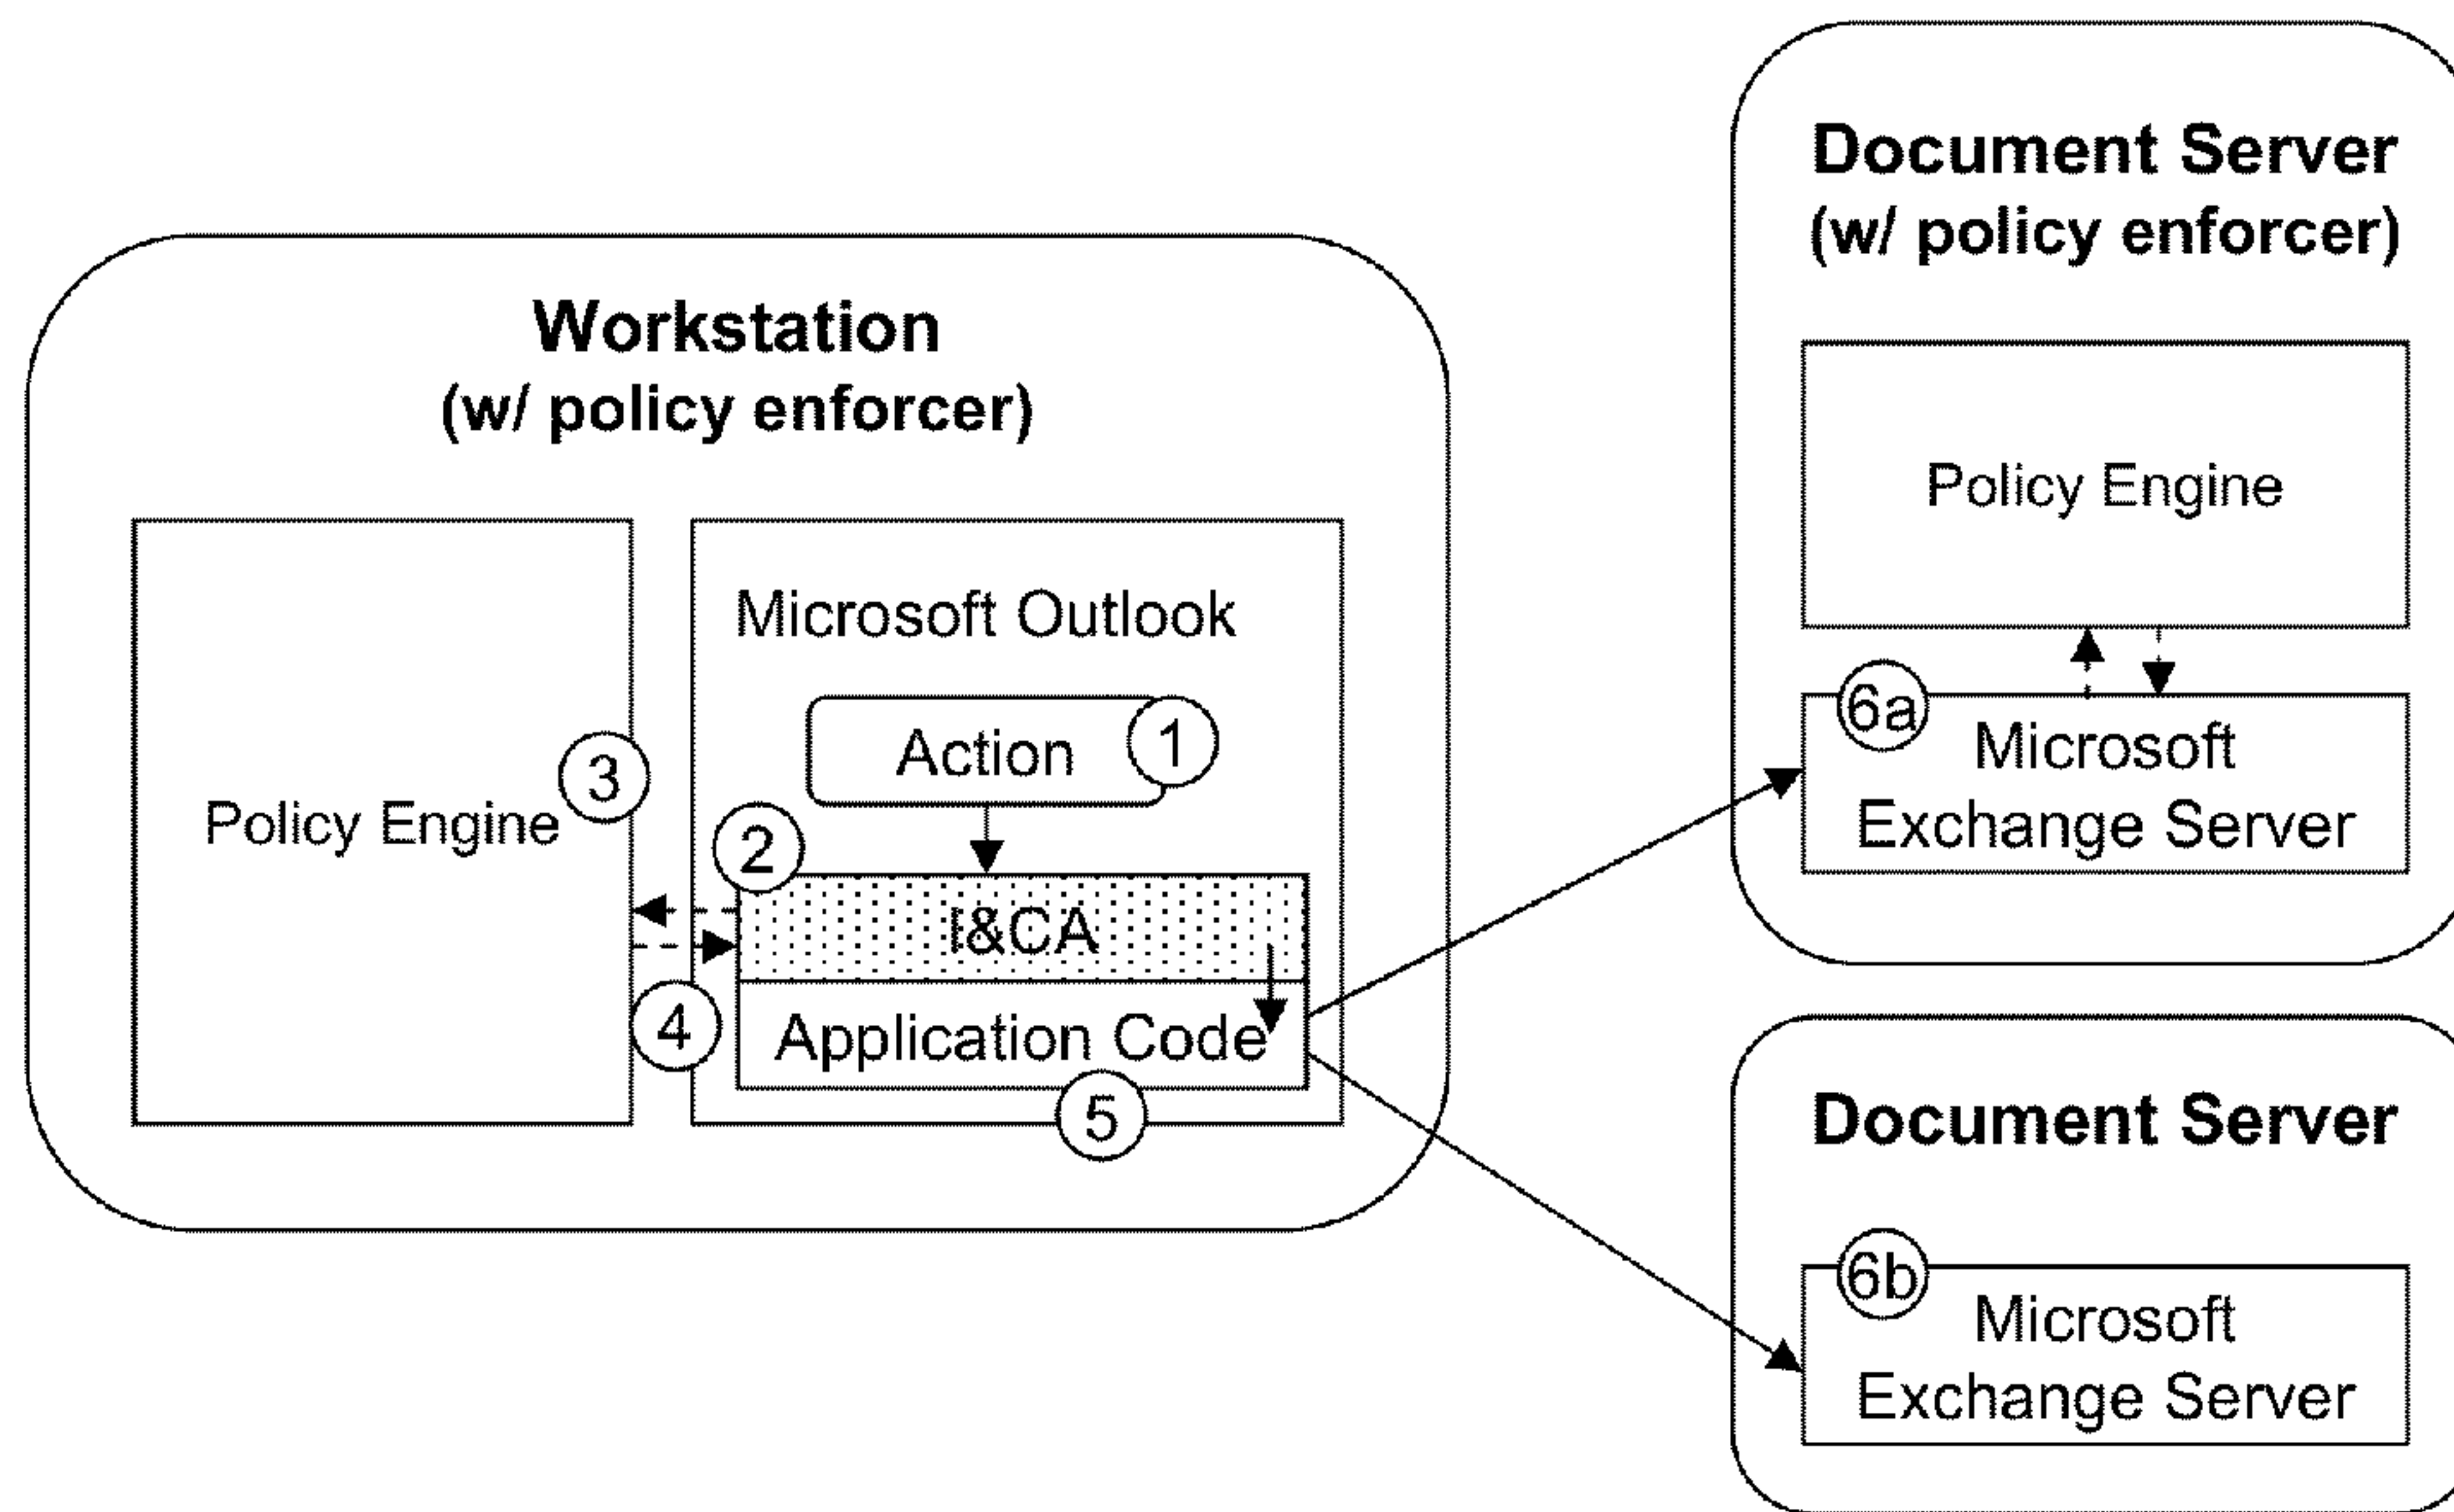 Workstation
(w/ policy enforcer)
Policy Engine
3
Microsoft Outlook
Action
1
2
I&CA
4
Application Code
5
Document Server
(w/ policy enforcer)
Policy Engine
6a
Microsoft
Exchange Server
Document Server
6b
Microsoft
Exchange Server